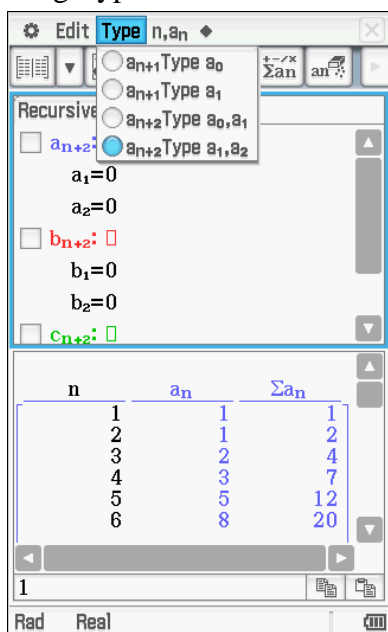 Edit Type n,an
an+1Type a0
an+1Type a1
an+2Type a0,a1
an+2Type a1,a2
Σan an
Recursive
an+2:
a1=0
a2=0
bn+2:
b1=0
b2=0
cn+2:
n an Σan
1 1 1
2 1 2
3 2 4
4 3 7
5 5 12
6 8 20
1
Rad Real